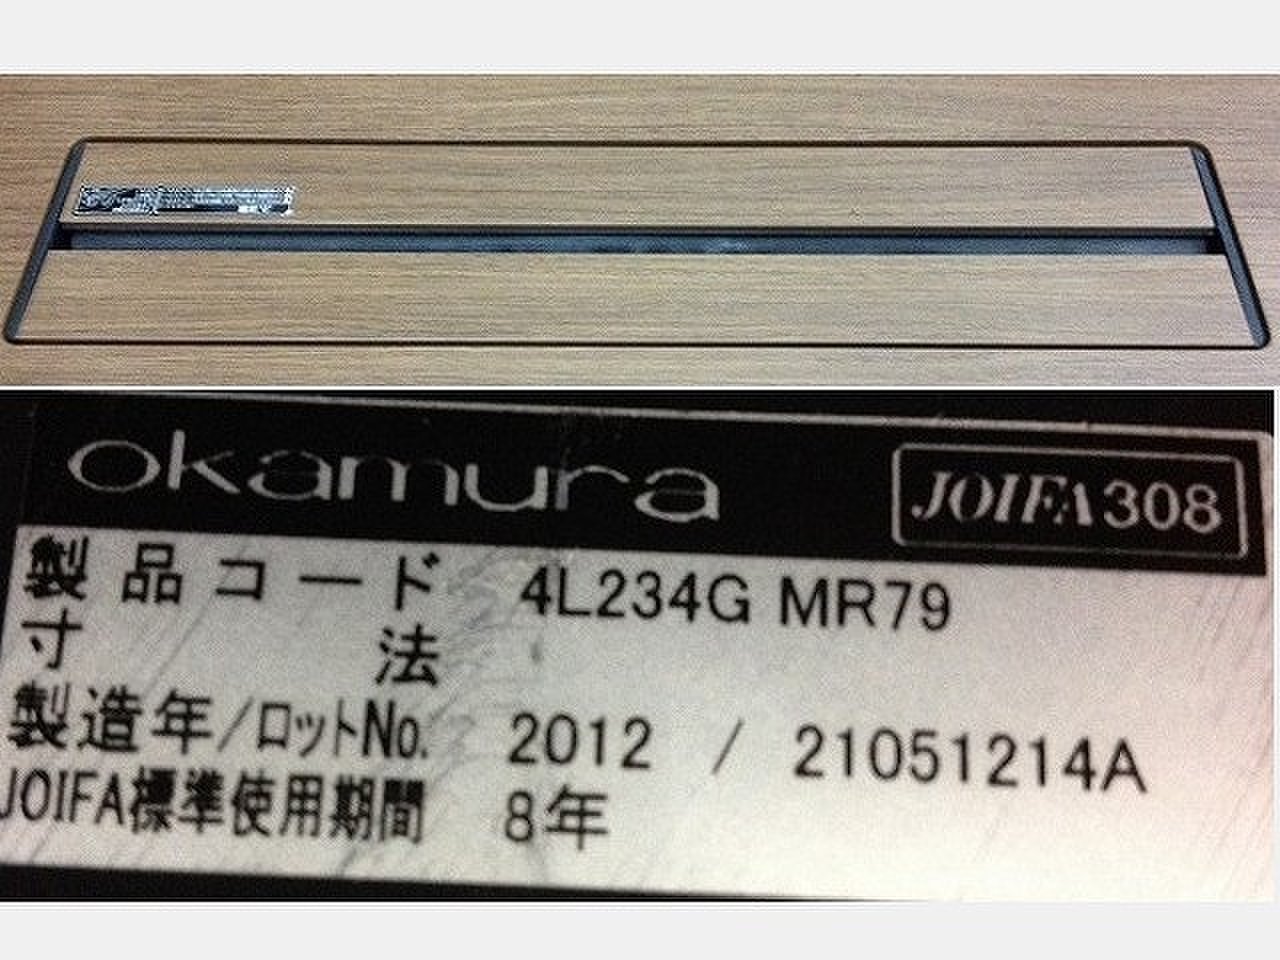 okamura JOIFA308
製品コード 4L234G MR79
寸法
製造年/ロットNo. 2012 / 21051214A
JOIFA標準使用期間 8年